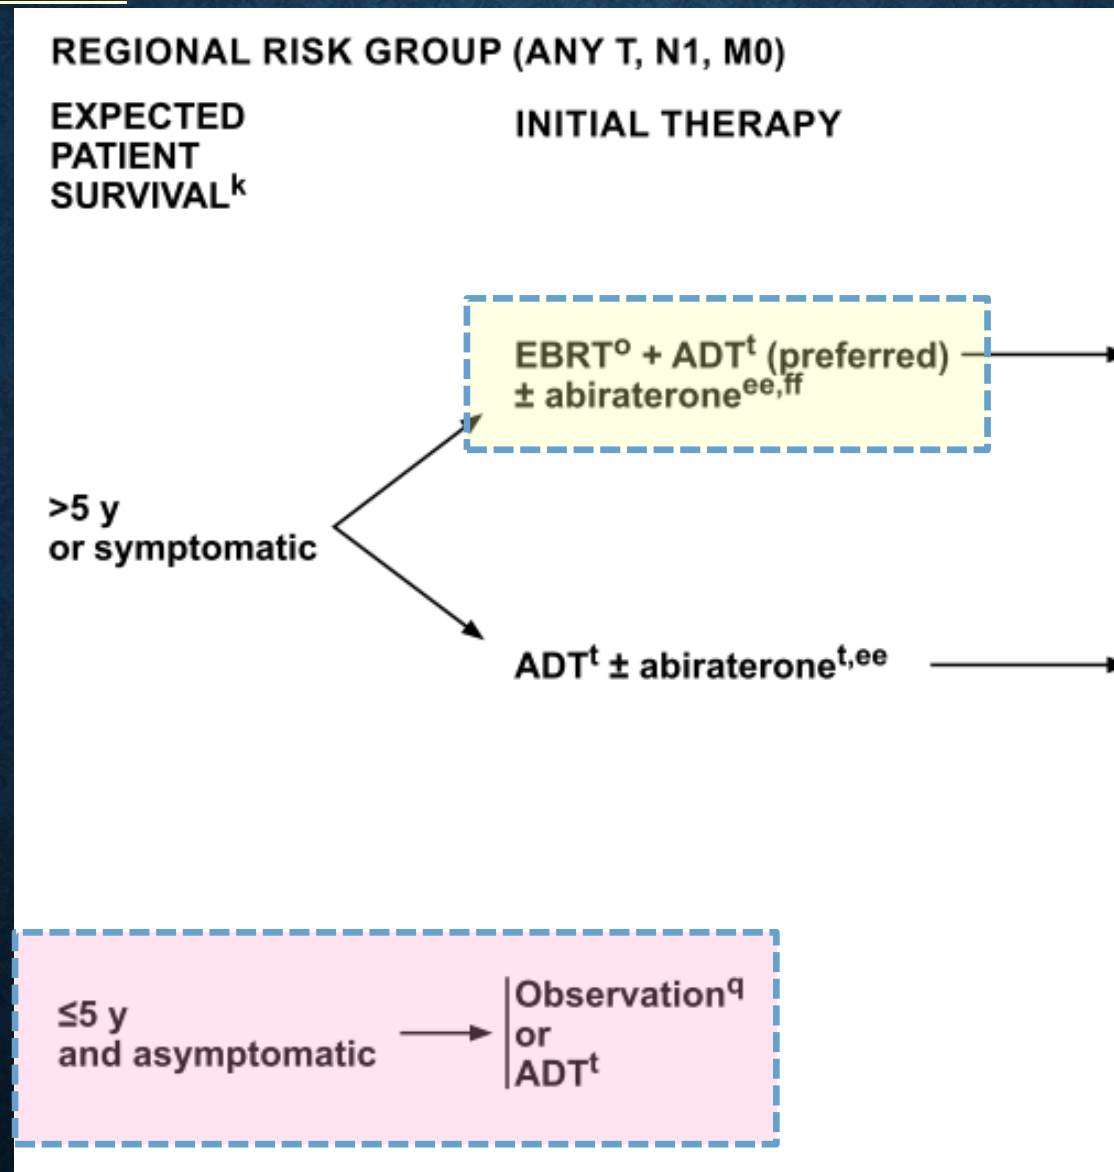 REGIONAL RISK GROUP (ANY T, N1, M0)
EXPECTED
PATIENT
SURVIVALᵏ
INITIAL THERAPY
EBRTᵒ + ADTᵗ (preferred)
± abirateroneᵉᵉ,ᶠᶠ
>5 y
or symptomatic
ADTᵗ ± abirateroneᵗ,ᵉᵉ
≤5 y
and asymptomatic
Observation^q
or
ADTᵗ